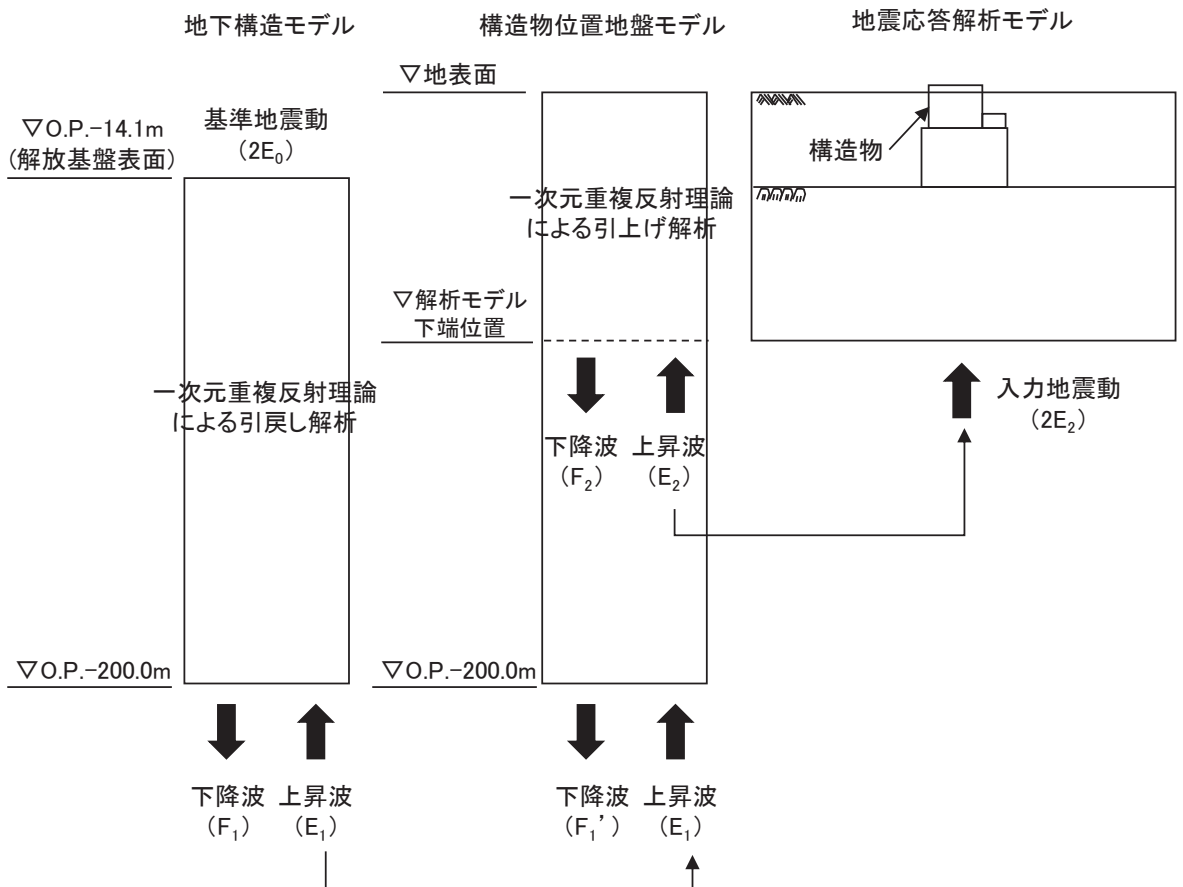 地下構造モデル
構造物位置地盤モデル
地震応答解析モデル
▽O.P.-14.1m
(解放基盤表面)
基準地震動
(2E₀)
一次元重複反射理論
による引戻し解析
▽O.P.-200.0m
下降波
(F₁)
上昇波
(E₁)
▽地表面
一次元重複反射理論
による引上げ解析
▽解析モデル
下端位置
下降波
(F₂)
上昇波
(E₂)
▽O.P.-200.0m
下降波
(F₁’)
上昇波
(E₁)
構造物
入力地震動
(2E₂)